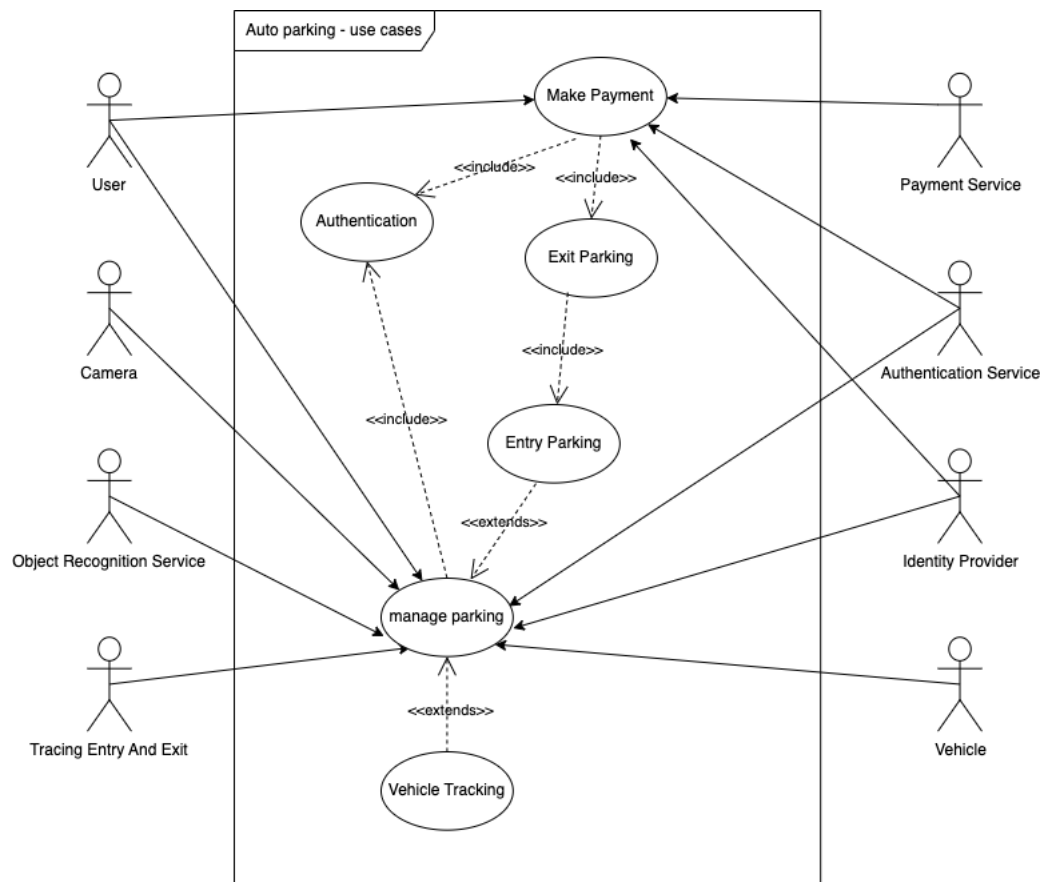 Auto parking - use cases
Make Payment
<<include>>
<<include>>
User
Payment Service
Authentication
Exit Parking
<<include>>
Camera
Authentication Service
<<include>>
Entry Parking
<<extends>>
Object Recognition Service
Identity Provider
manage parking
<<extends>>
Tracing Entry And Exit
Vehicle
Vehicle Tracking